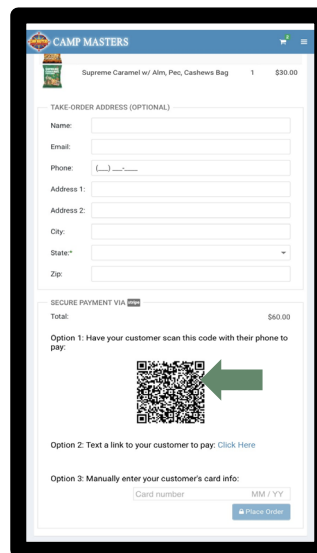 CAMP MASTERS
Supreme Caramel w/ Alm, Pec, Cashews Bag 1 $30.00
TAKE-ORDER ADDRESS (OPTIONAL)
Name:
Email:
Phone: (__) ___-____
Address 1:
Address 2:
City:
State:*
Zip:
SECURE PAYMENT VIA stripe
Total: $60.00
Option 1: Have your customer scan this code with their phone to
pay:
Option 2: Text a link to your customer to pay: Click Here
Option 3: Manually enter your customer's card info:
Card number MM / YY
Place Order